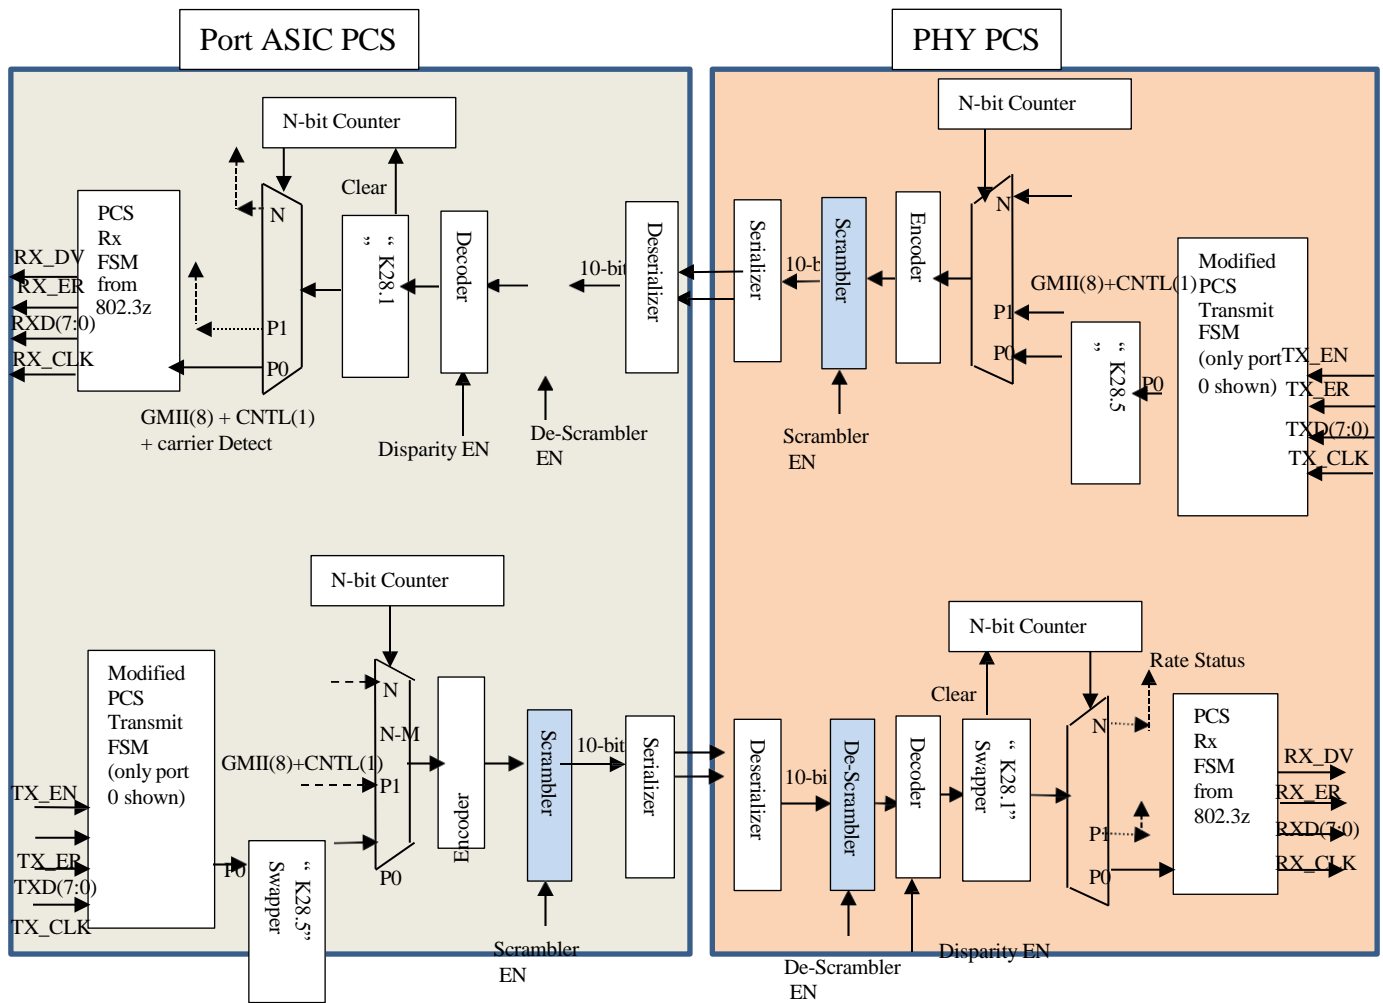 Port ASIC PCS
PHY PCS
N-bit Counter
Clear
PCS
Rx
FSM
from
802.3z
RX_DV
RX_ER
RXD(7:0)
RX_CLK
N
P1
P0
GMII(8) + CNTL(1)
+ carrier Detect
“ K28.1
”
Decoder
Disparity EN
10-bit
De-Scrambler
EN
Deserializer
N-bit Counter
Serializer
10-b
Scrambler
Scrambler
EN
Encoder
N
GMII(8)+CNTL(1)
P1
P0
“ K28.5
”
P0
Modified
PCS
Transmit
FSM
(only port
0 shown)
TX_EN
TX_ER
TXD(7:0)
TX_CLK
N-bit Counter
Modified
PCS
Transmit
FSM
(only port
0 shown)
TX_EN
TX_ER
TXD(7:0)
TX_CLK
P0
“ K28.5”
Swapper
N
N-M
GMII(8)+CNTL(1)
P1
P0
Encoder
Scrambler
Scrambler
EN
10-bit
Serializer
N-bit Counter
Rate Status
Clear
Deserializer
10-bi
De-Scrambler
De-Scrambler
EN
Decoder
Disparity EN
“ K28.1”
Swapper
N
P1
P0
PCS
Rx
FSM
from
802.3z
RX_DV
RX_ER
RXD(7:0)
RX_CLK